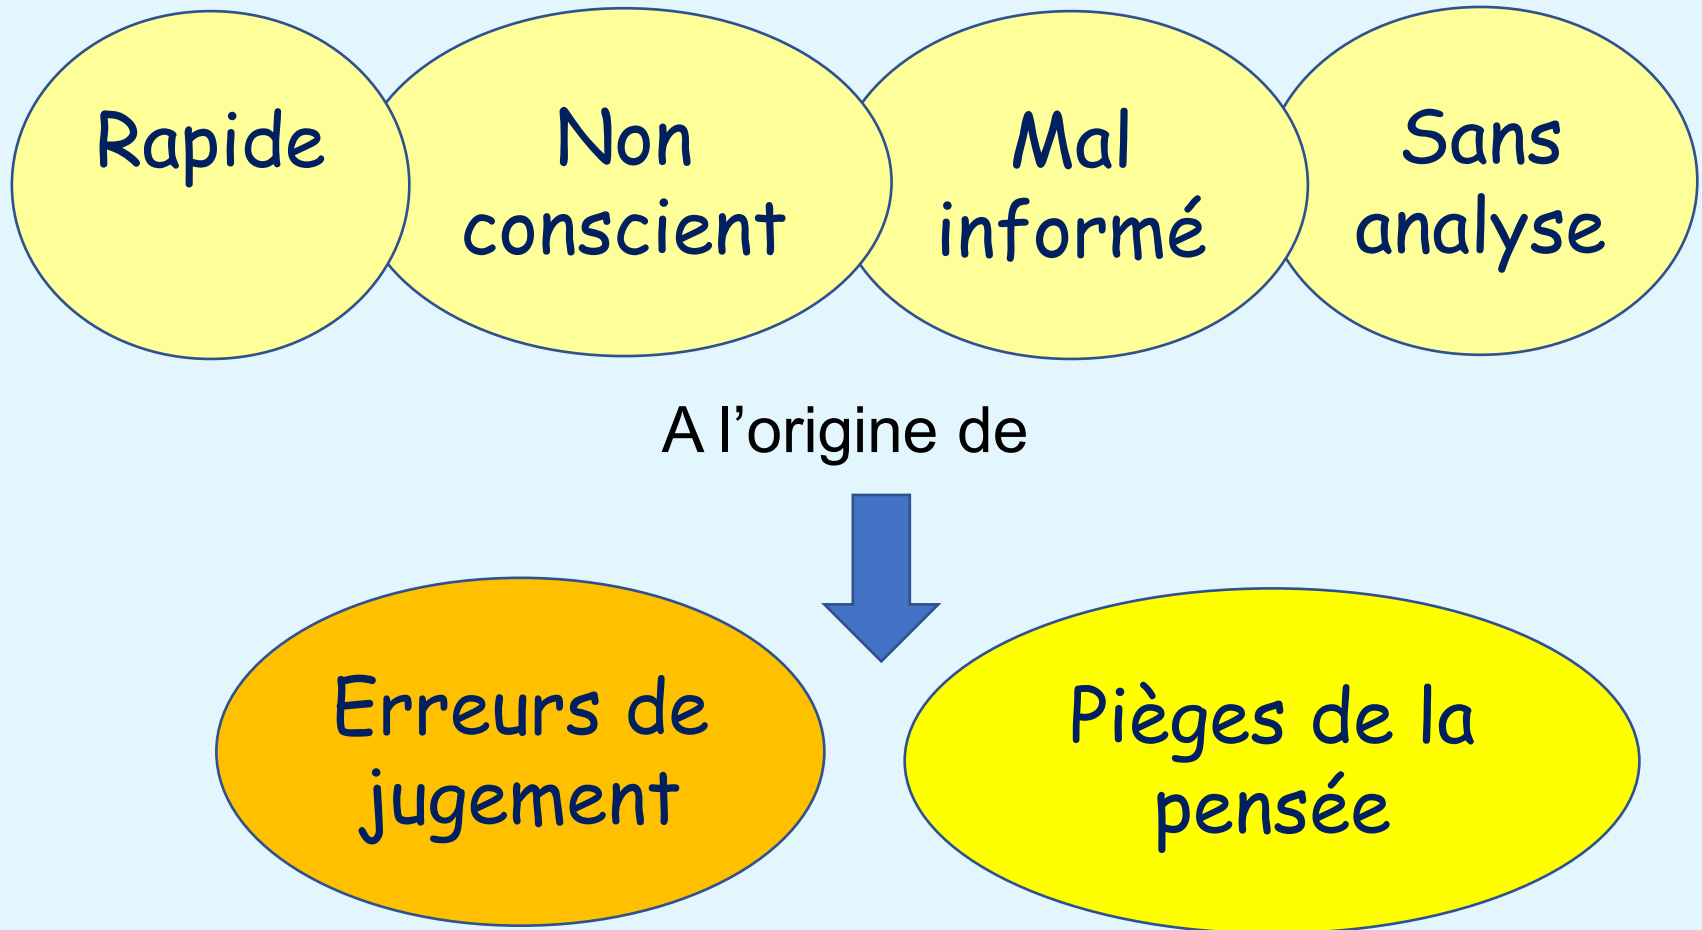 Rapide
Non
conscient
Mal
informé
Sans
analyse
A l’origine de
Erreurs de
jugement
Pièges de la
pensée